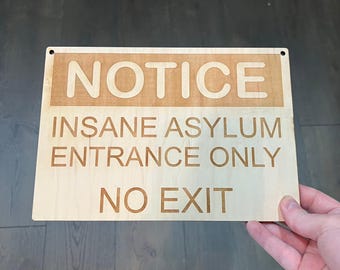 NOTICE
INSANE ASYLUM
ENTRANCE ONLY
NO EXIT